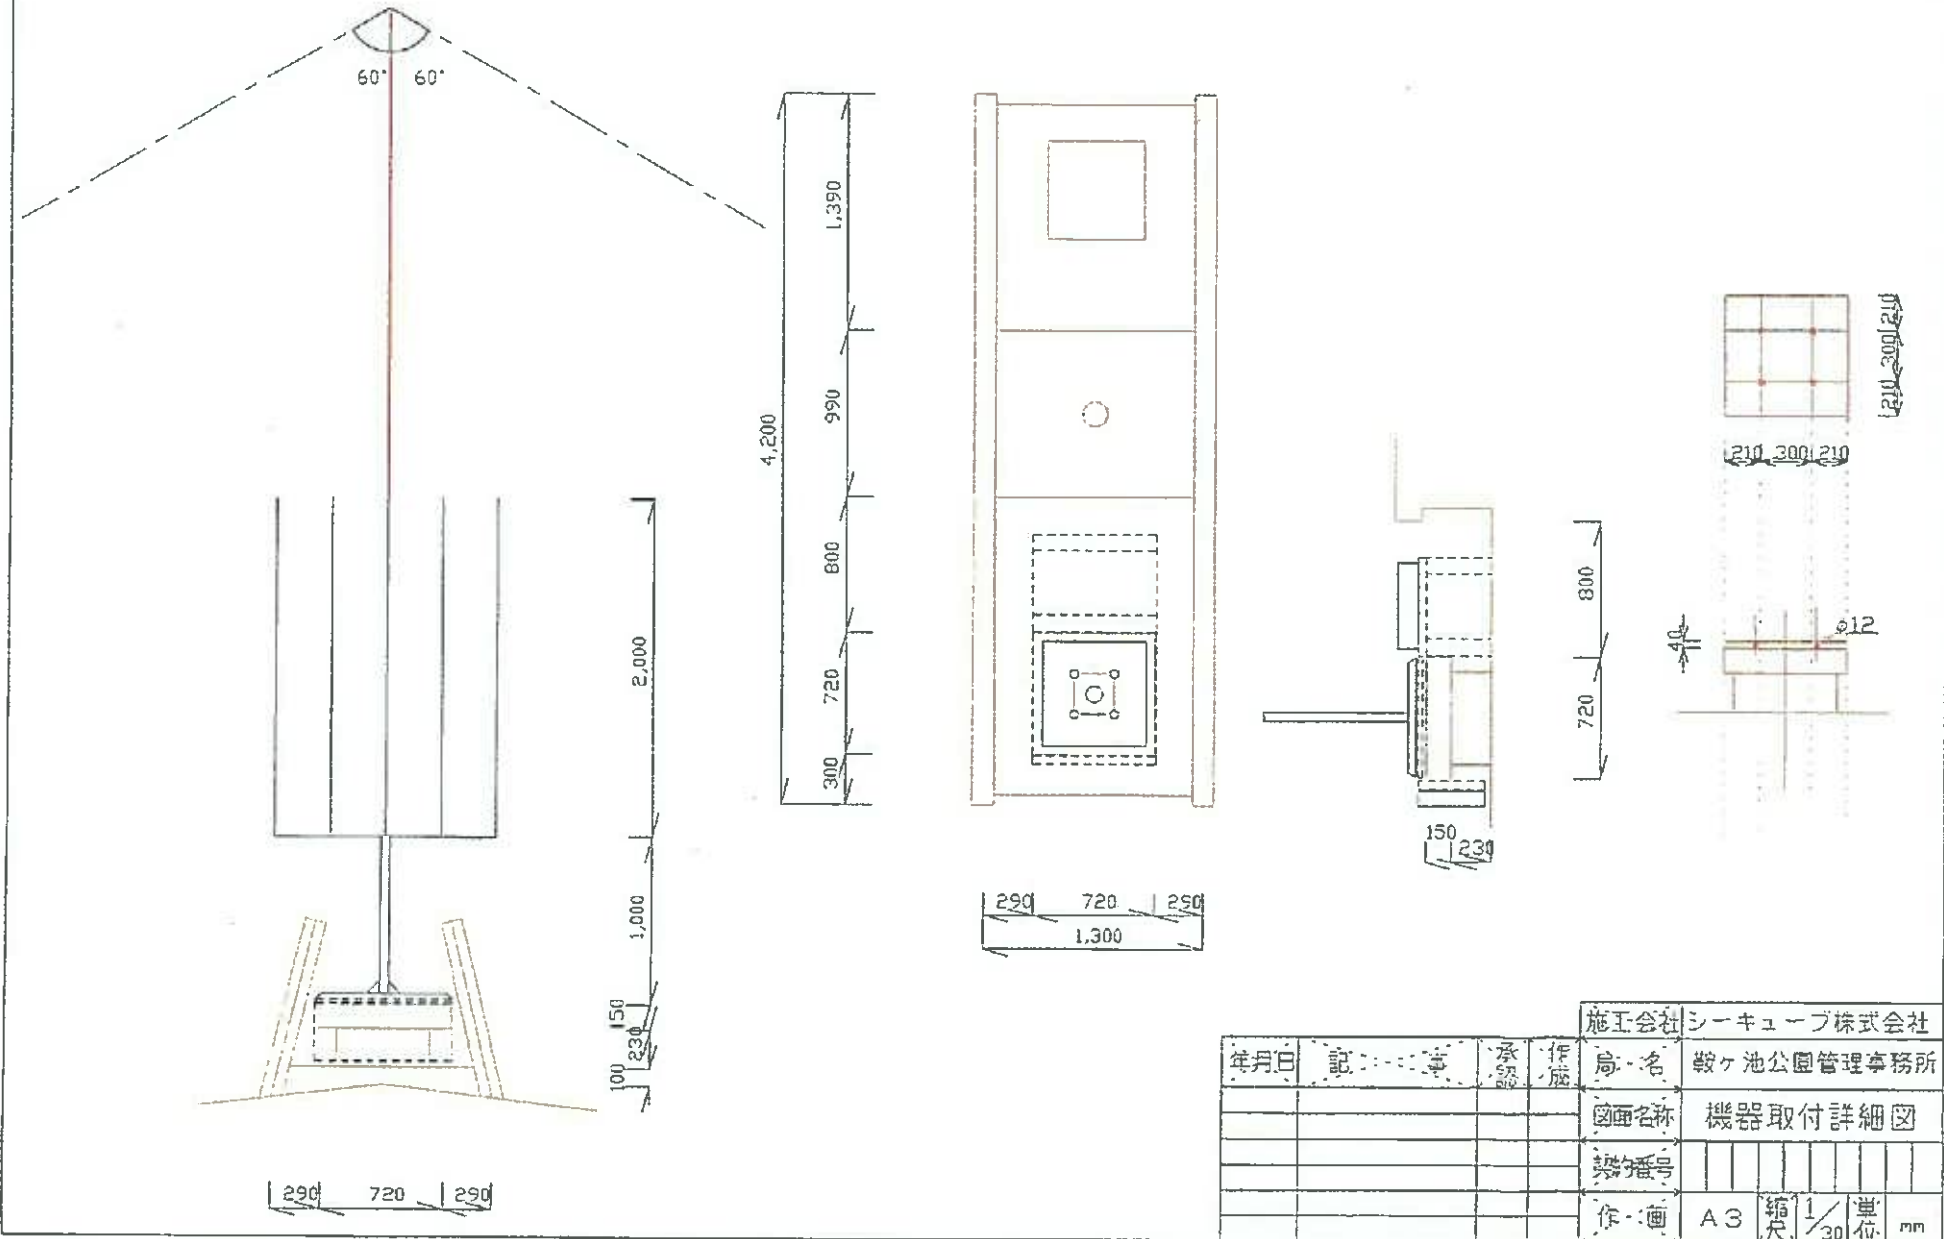 60° 60°
2,000
1,000
150
230
100
290 720 290
4,200
1,390
990
800
720
300
290 720 290
1,300
800
720
150
230
210
300
210
210 300 210
40
φ12
施工会社 シーキューブ株式会社
年月日 記事 承認 作成 局名 鞍ヶ池公園管理事務所
図面名称 機器取付詳細図
契約番号
作画 A3 縮尺 1/30 単位 mm